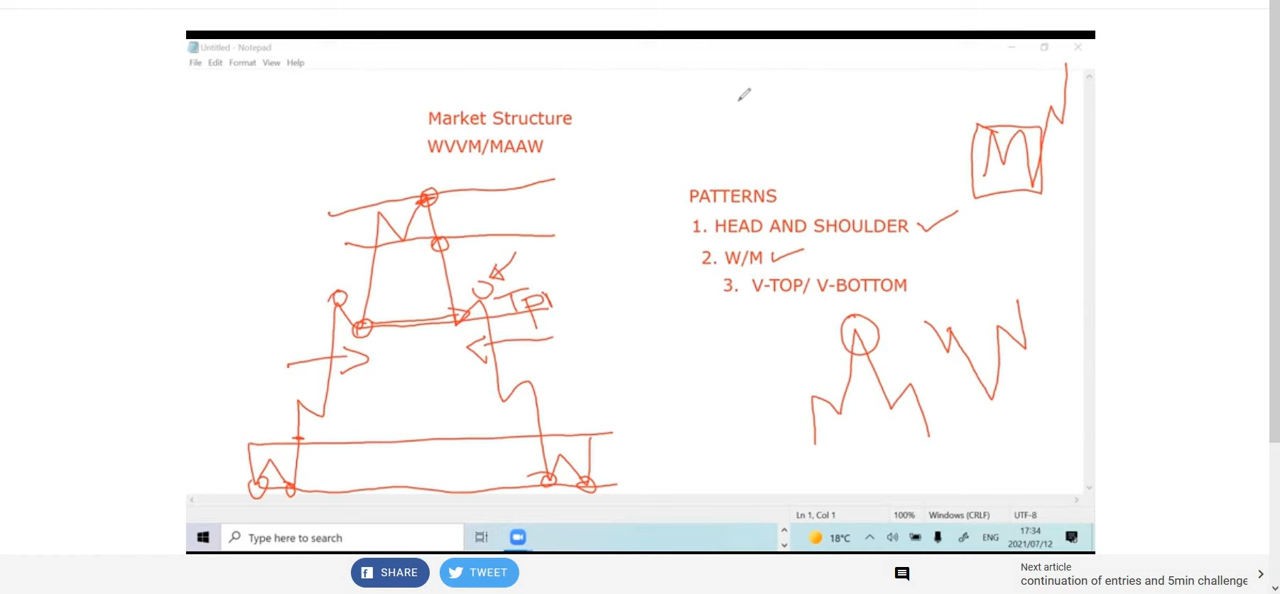 Untitled - Notepad
File Edit Format View Help
Market Structure
WVVM/MAAW
PATTERNS
1. HEAD AND SHOULDER
2. W/M
3. V-TOP/ V-BOTTOM
TP1
Ln 1, Col 1 100% Windows (CRLF) UTF-8
Type here to search
18°C ENG
17:34
2021/07/12
SHARE
TWEET
Next article
continuation of entries and 5min challenge